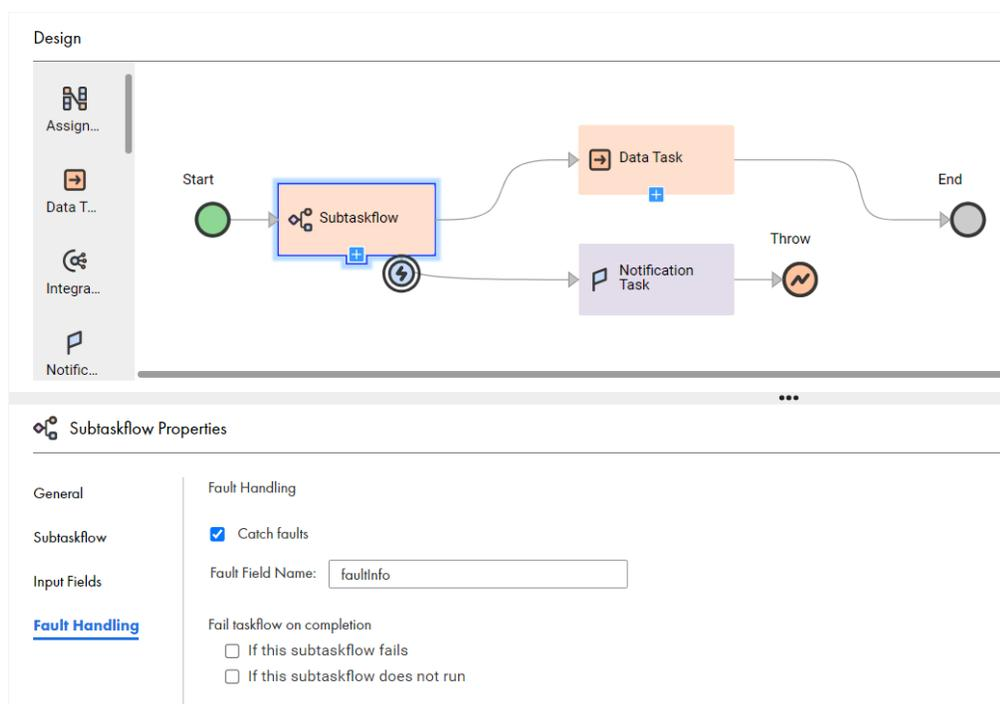 Design
Assign...
Data T...
Integra...
Notific...
Start
Subtaskflow
Data Task
Notification
Task
Throw
End
Subtaskflow Properties
General
Subtaskflow
Input Fields
Fault Handling
Fault Handling
Catch faults
Fault Field Name: faultInfo
Fail taskflow on completion
If this subtaskflow fails
If this subtaskflow does not run